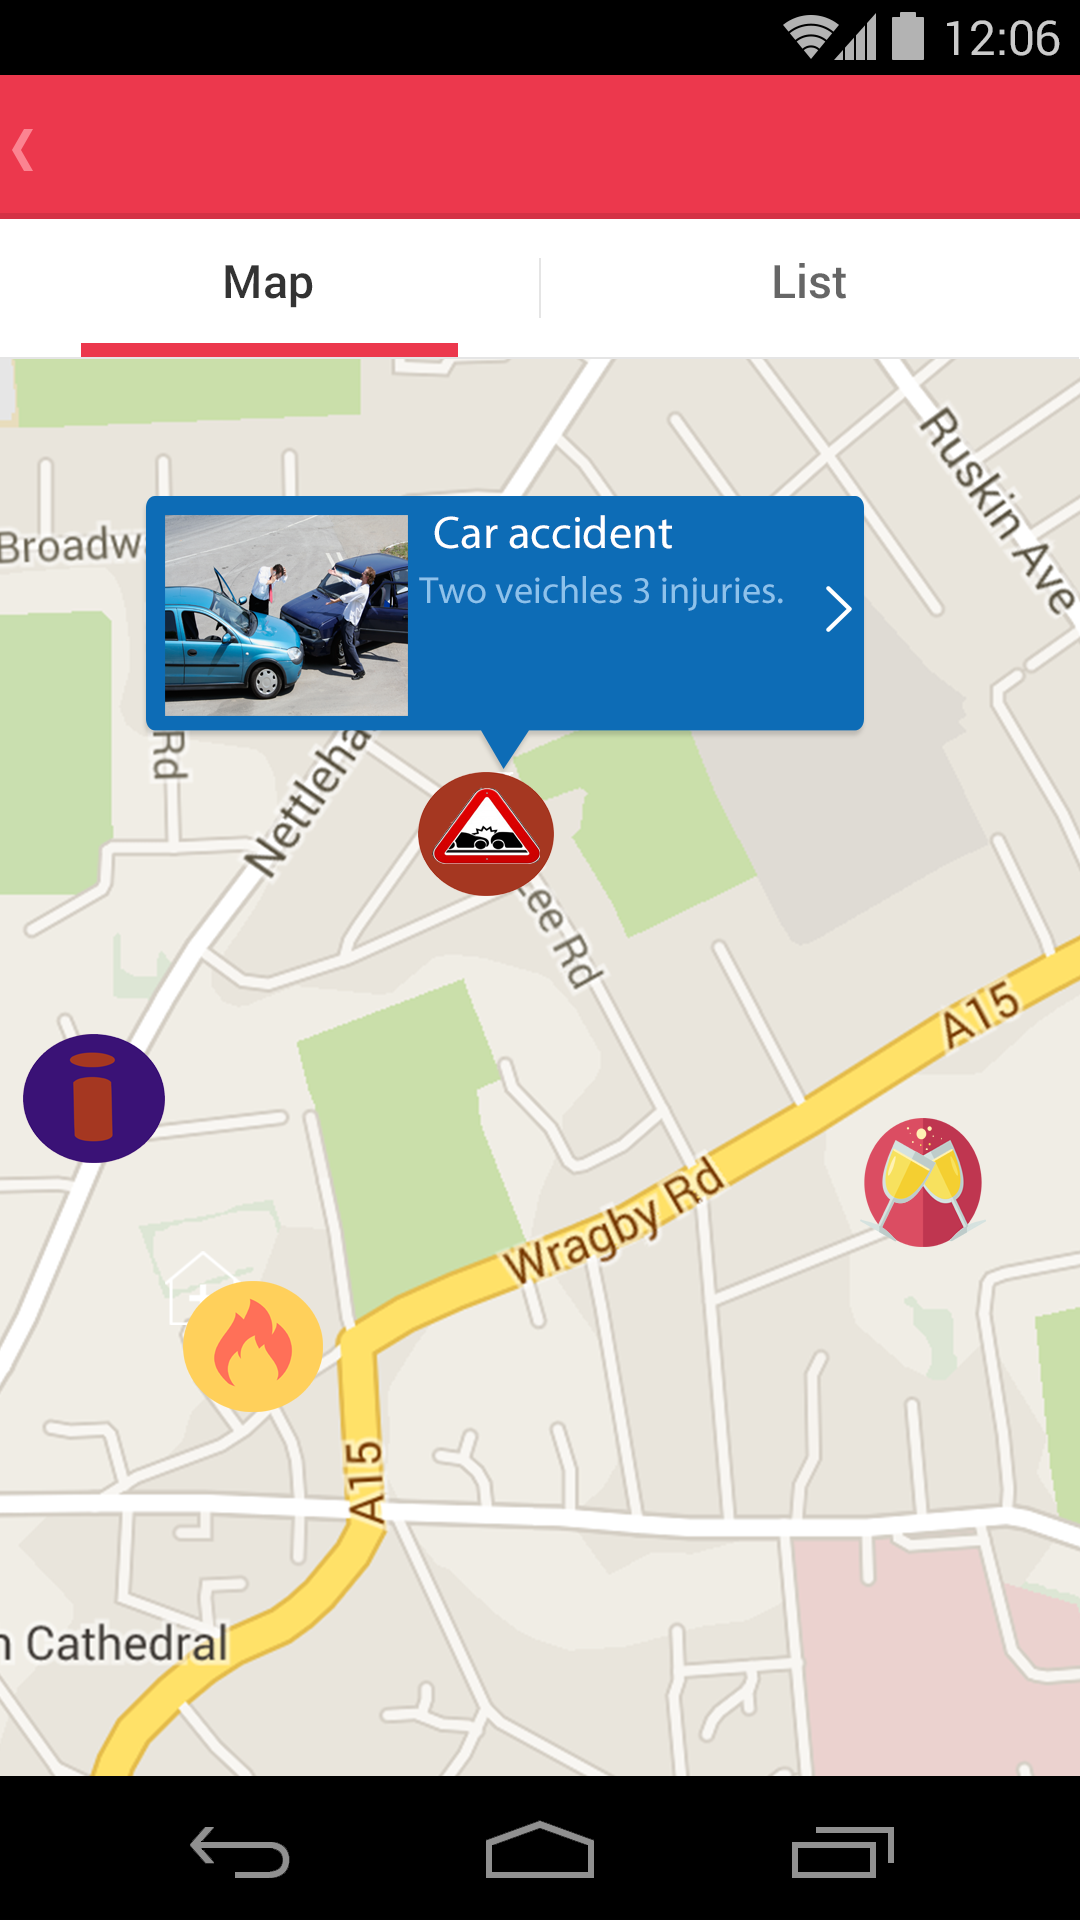 12:06
Map
List
Ruskin Ave
Broadw
Car accident
Two veichles 3 injuries.
Rd
Nettleha
Lee Rd
A15
Wragby Rd
A15
n Cathedral